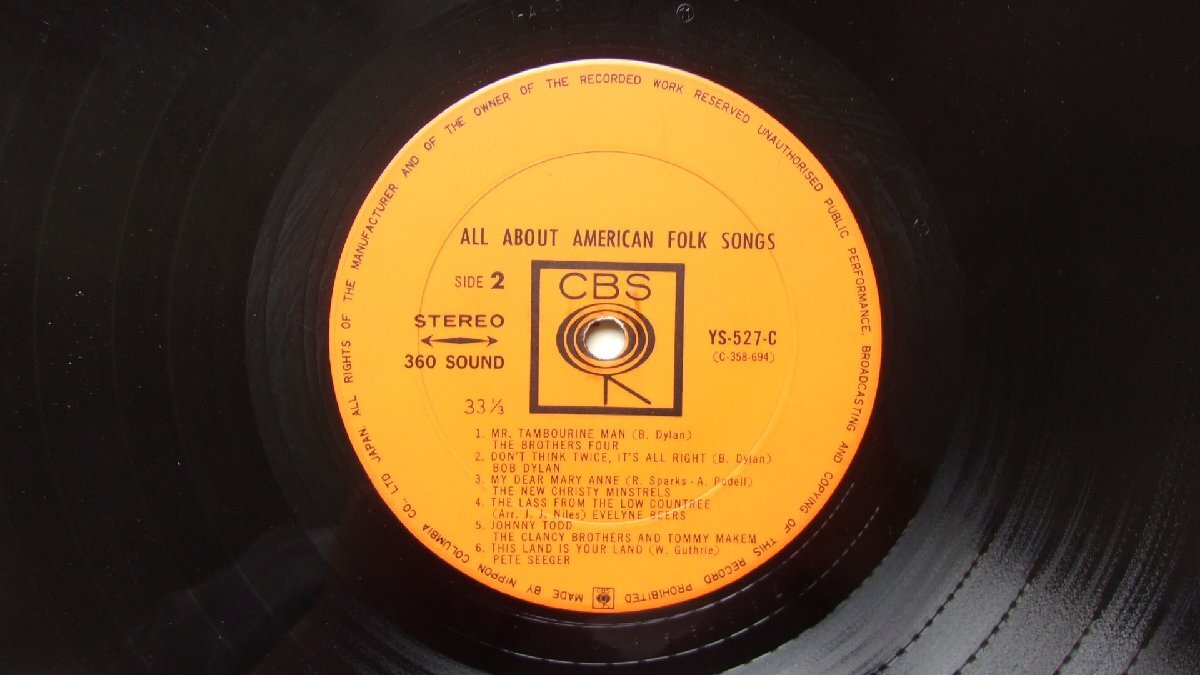 ALL RIGHTS OF THE MANUFACTURER AND OF THE OWNER OF THE RECORDED WORK RESERVED UNAUTHORISED PUBLIC PERFORMANCE, BROADCASTING AND COPYING OF THIS RECORD PROHIBITED
MADE BY NIPPON COLUMBIA CO., LTD JAPAN
ALL ABOUT AMERICAN FOLK SONGS
SIDE 2
CBS
STEREO
360 SOUND
33 1/3
YS-527-C
(C-358-694)
1. MR. TAMBOURINE MAN (B. Dylan)
THE BROTHERS FOUR
2. DON'T THINK TWICE, IT'S ALL RIGHT (B. Dylan)
BOB DYLAN
3. MY DEAR MARY ANNE (R. Sparks - A. Podell)
THE NEW CHRISTY MINSTRELS
4. THE LASS FROM THE LOW COUNTREE
(Arr. J. J. Niles) EVELYNE BEERS
5. JOHNNY TODD
THE CLANCY BROTHERS AND TOMMY MAKEM
6. THIS LAND IS YOUR LAND (W. Guthrie)
PETE SEEGER
CBS